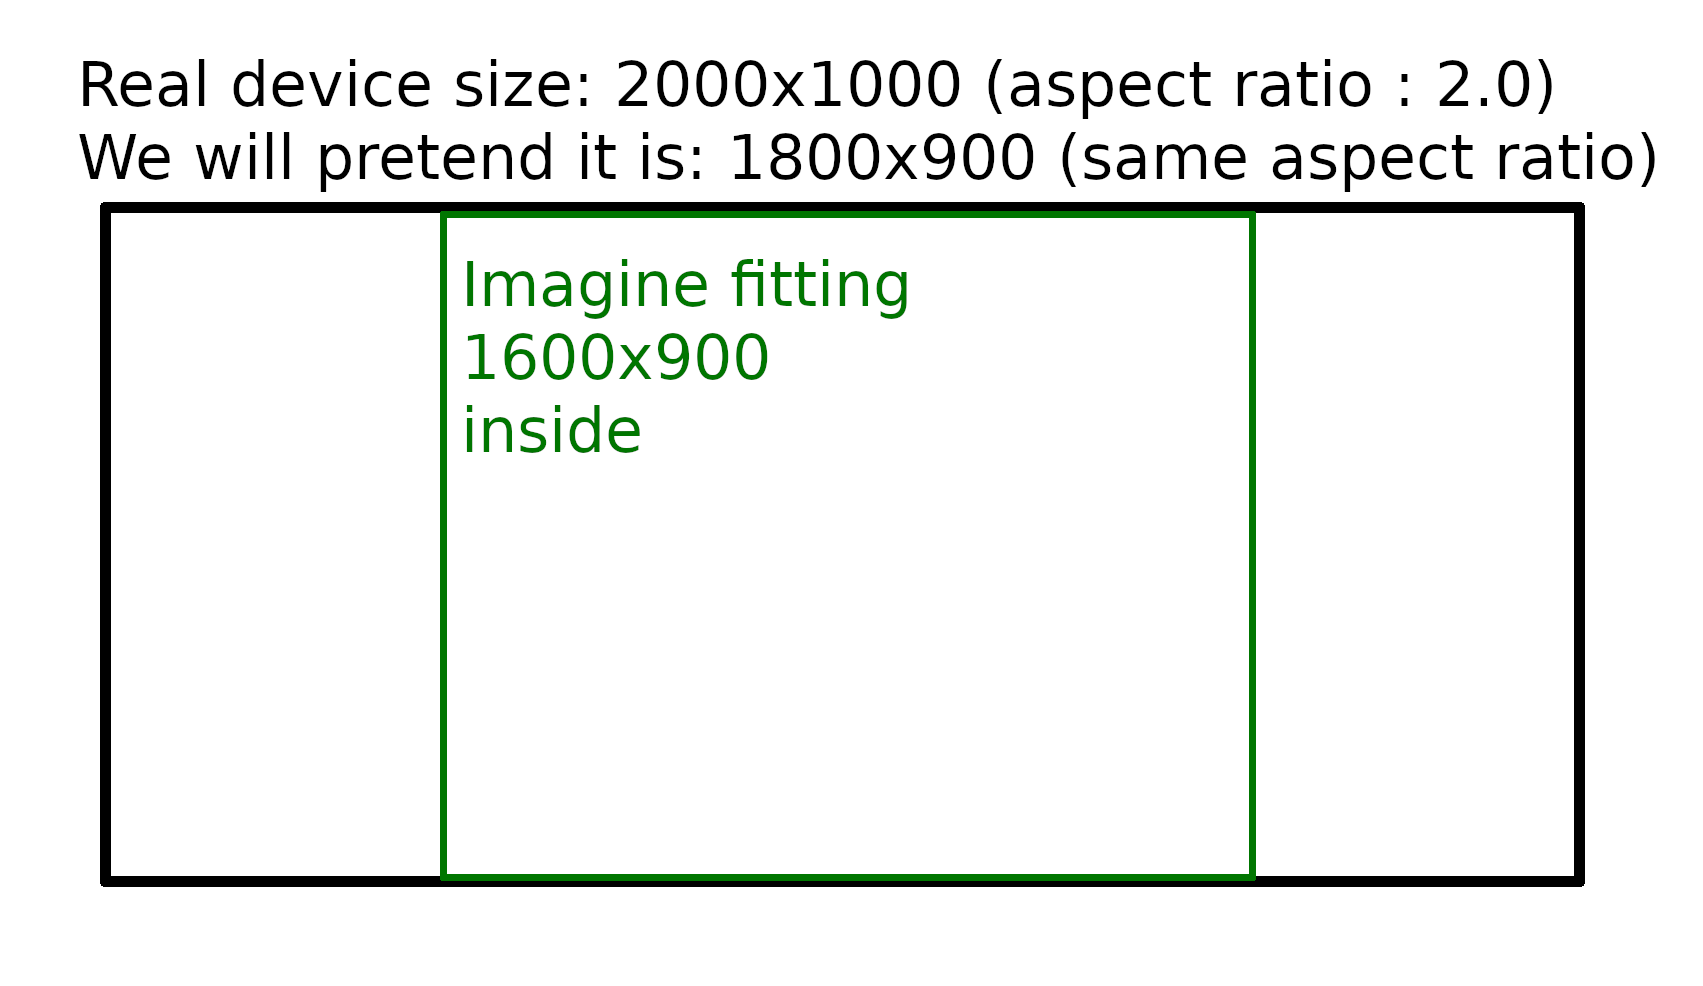 Real device size: 2000x1000 (aspect ratio : 2.0)
We will pretend it is: 1800x900 (same aspect ratio)
Imagine fitting
1600x900
inside